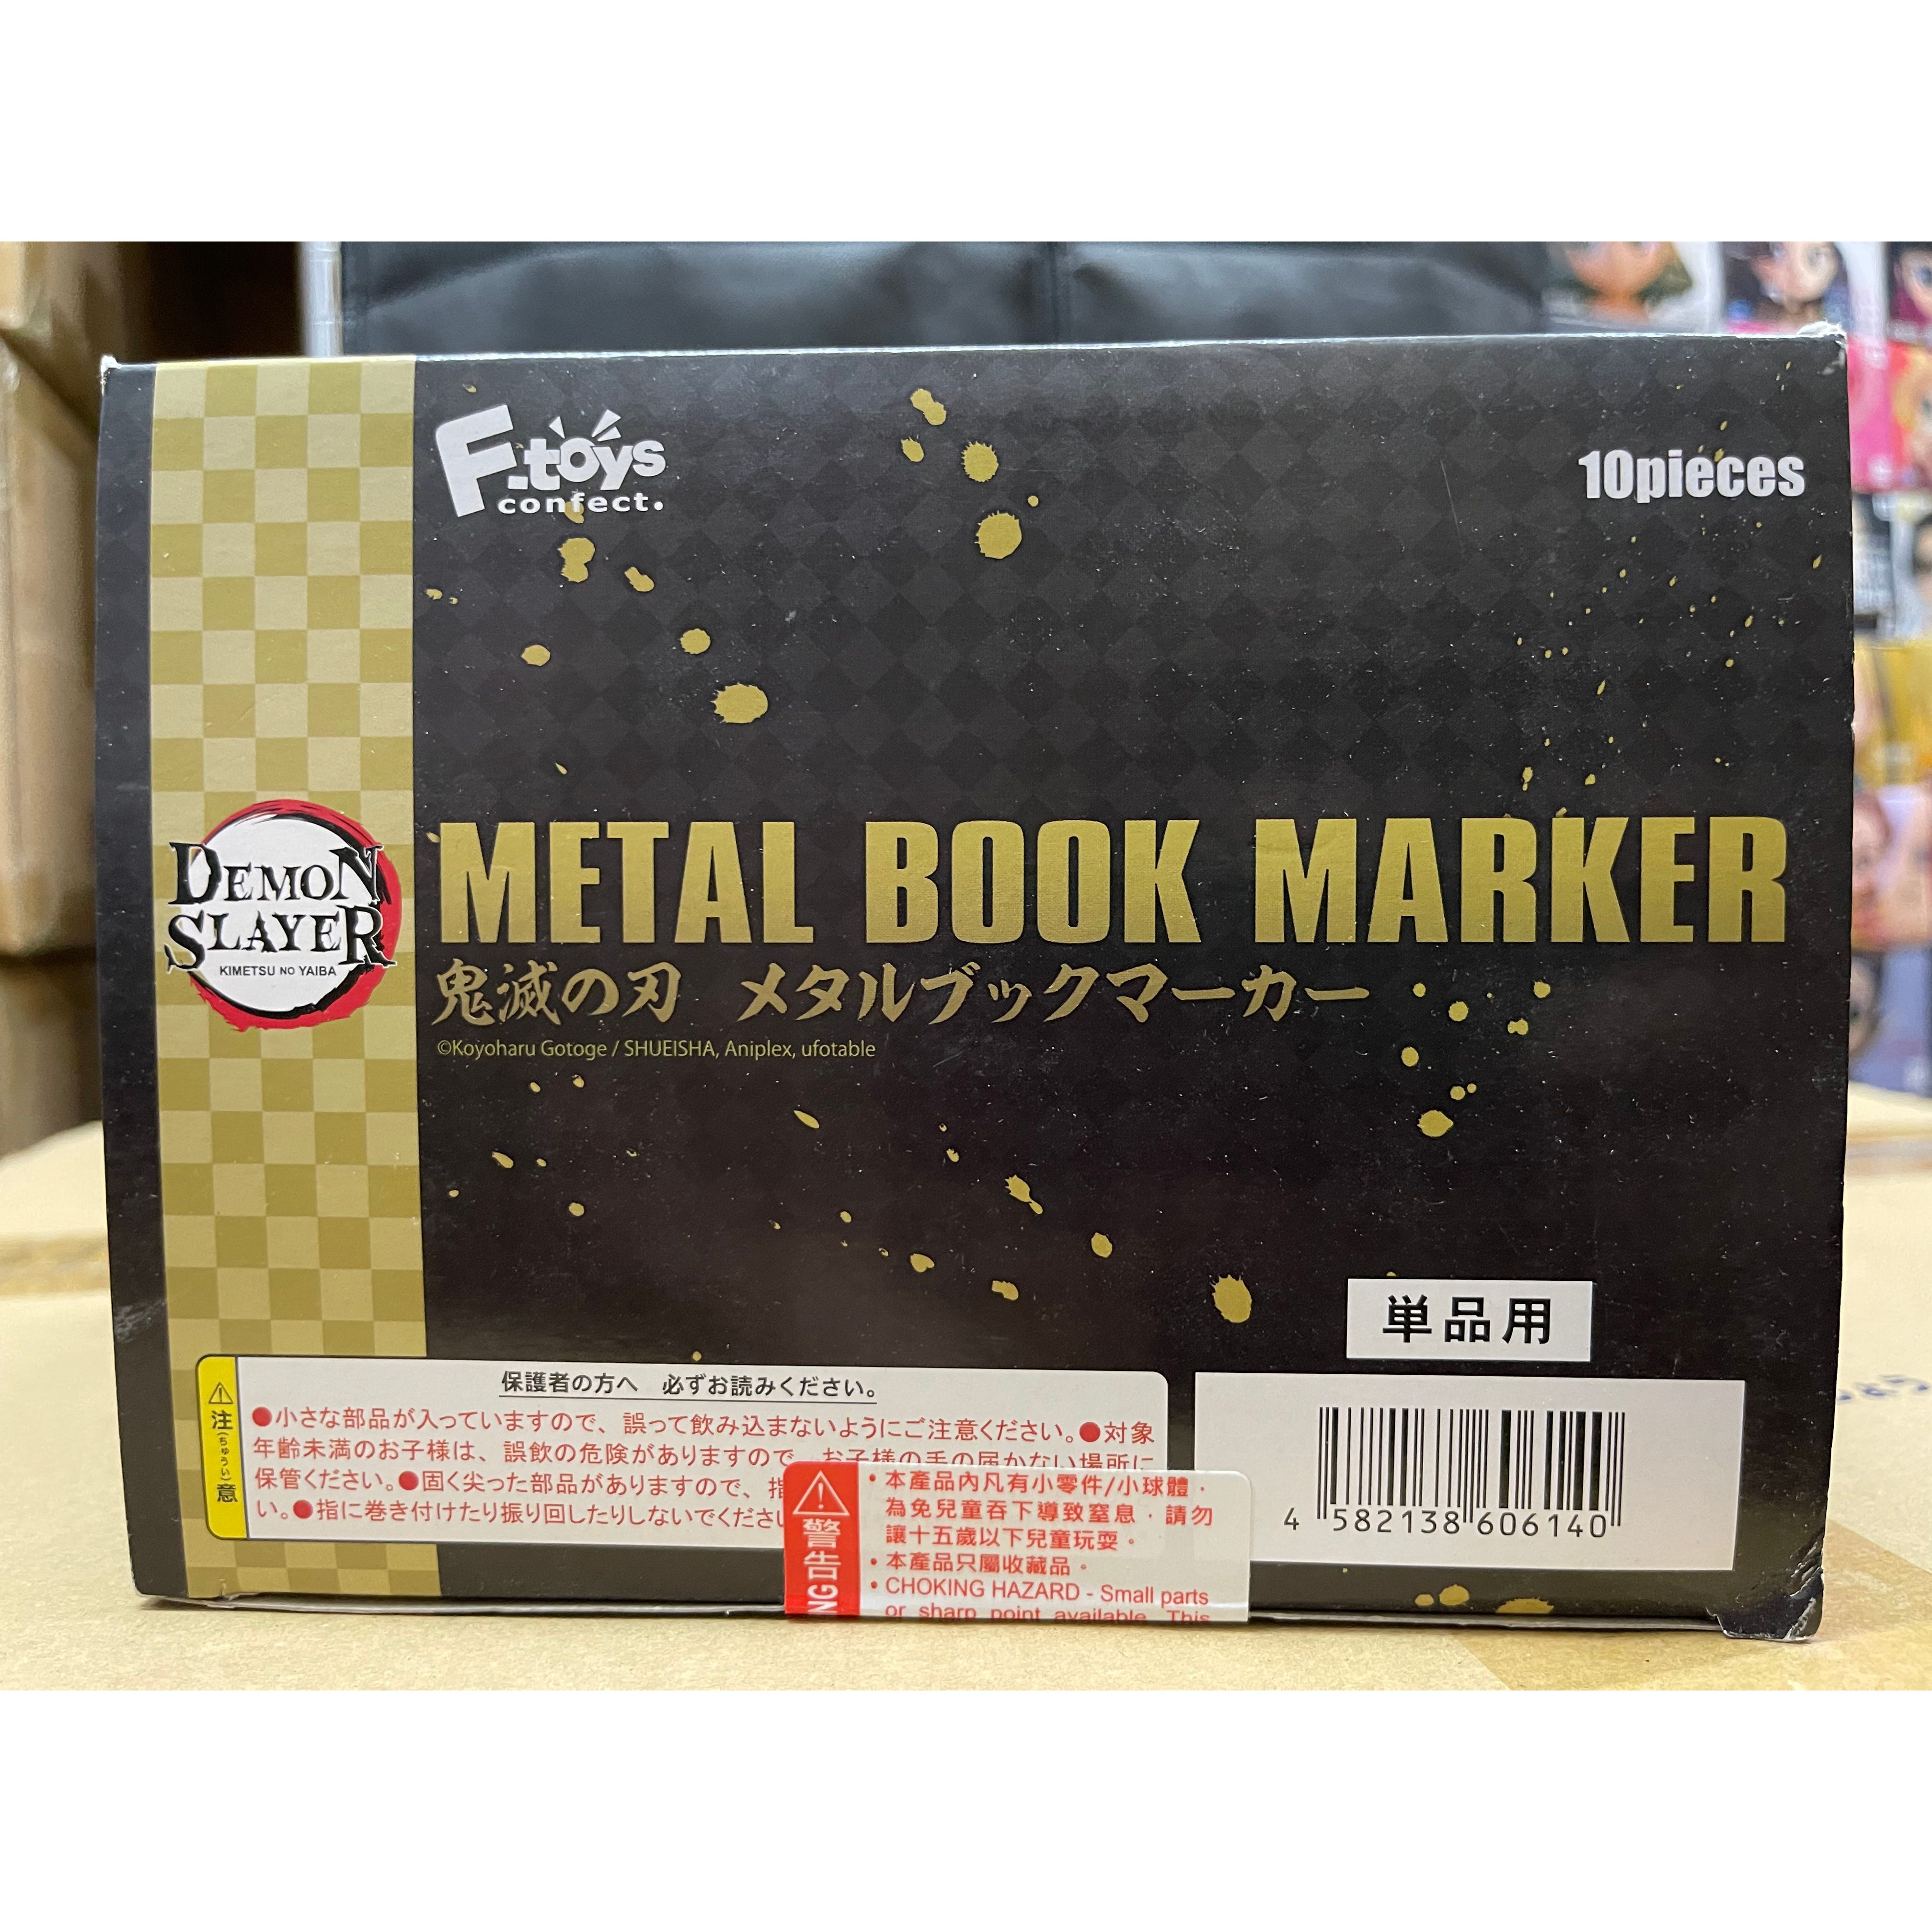 F-toys
confect.
10pieces
DEMON
SLAYER
KIMETSU NO YAIBA
METAL BOOK MARKER
鬼滅の刃 メタルブックマーカー
©Koyoharu Gotoge / SHUEISHA, Aniplex, ufotable
単品用
注(ちゅうい)意
保護者の方へ 必ずお読みください。
●小さな部品が入っていますので、誤って飲み込まないようにご注意ください。●対象
年齢未満のお子様は、誤飲の危険がありますので、お子様の手の届かない場所に
保管ください。●固く尖った部品がありますので、指
い。●指に巻き付けたり振り回したりしないでくださ
警告
NG
• 本產品內凡有小零件/小球體，
為免兒童吞下導致窒息，請勿
讓十五歲以下兒童玩耍。
• 本產品只屬收藏品。
• CHOKING HAZARD - Small parts
or sharp point available. This
4 582138 606140